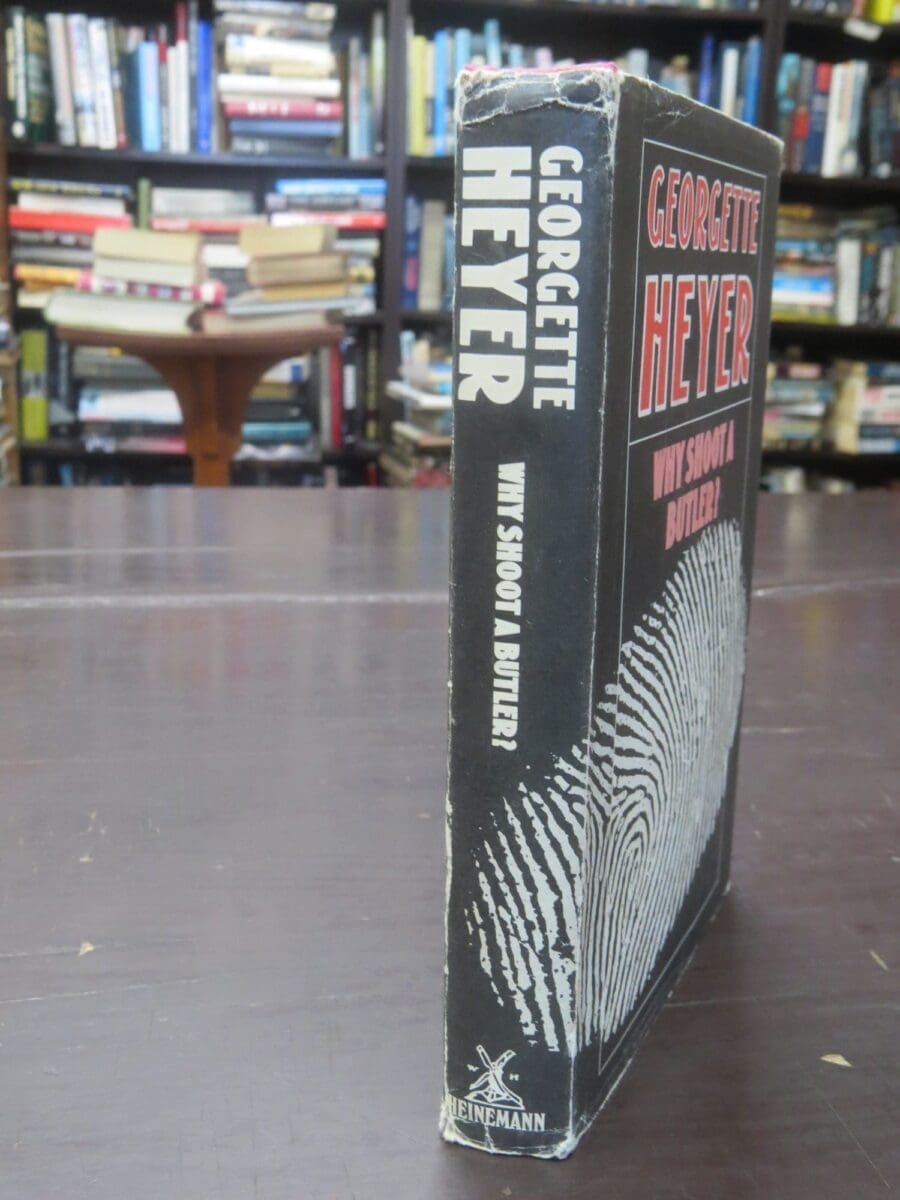 GEORGETTE
HEYER
WHY SHOOT A BUTLER?
W H
HEINEMANN
GEORGETTE
HEYER
WHY SHOOT A
BUTLER?